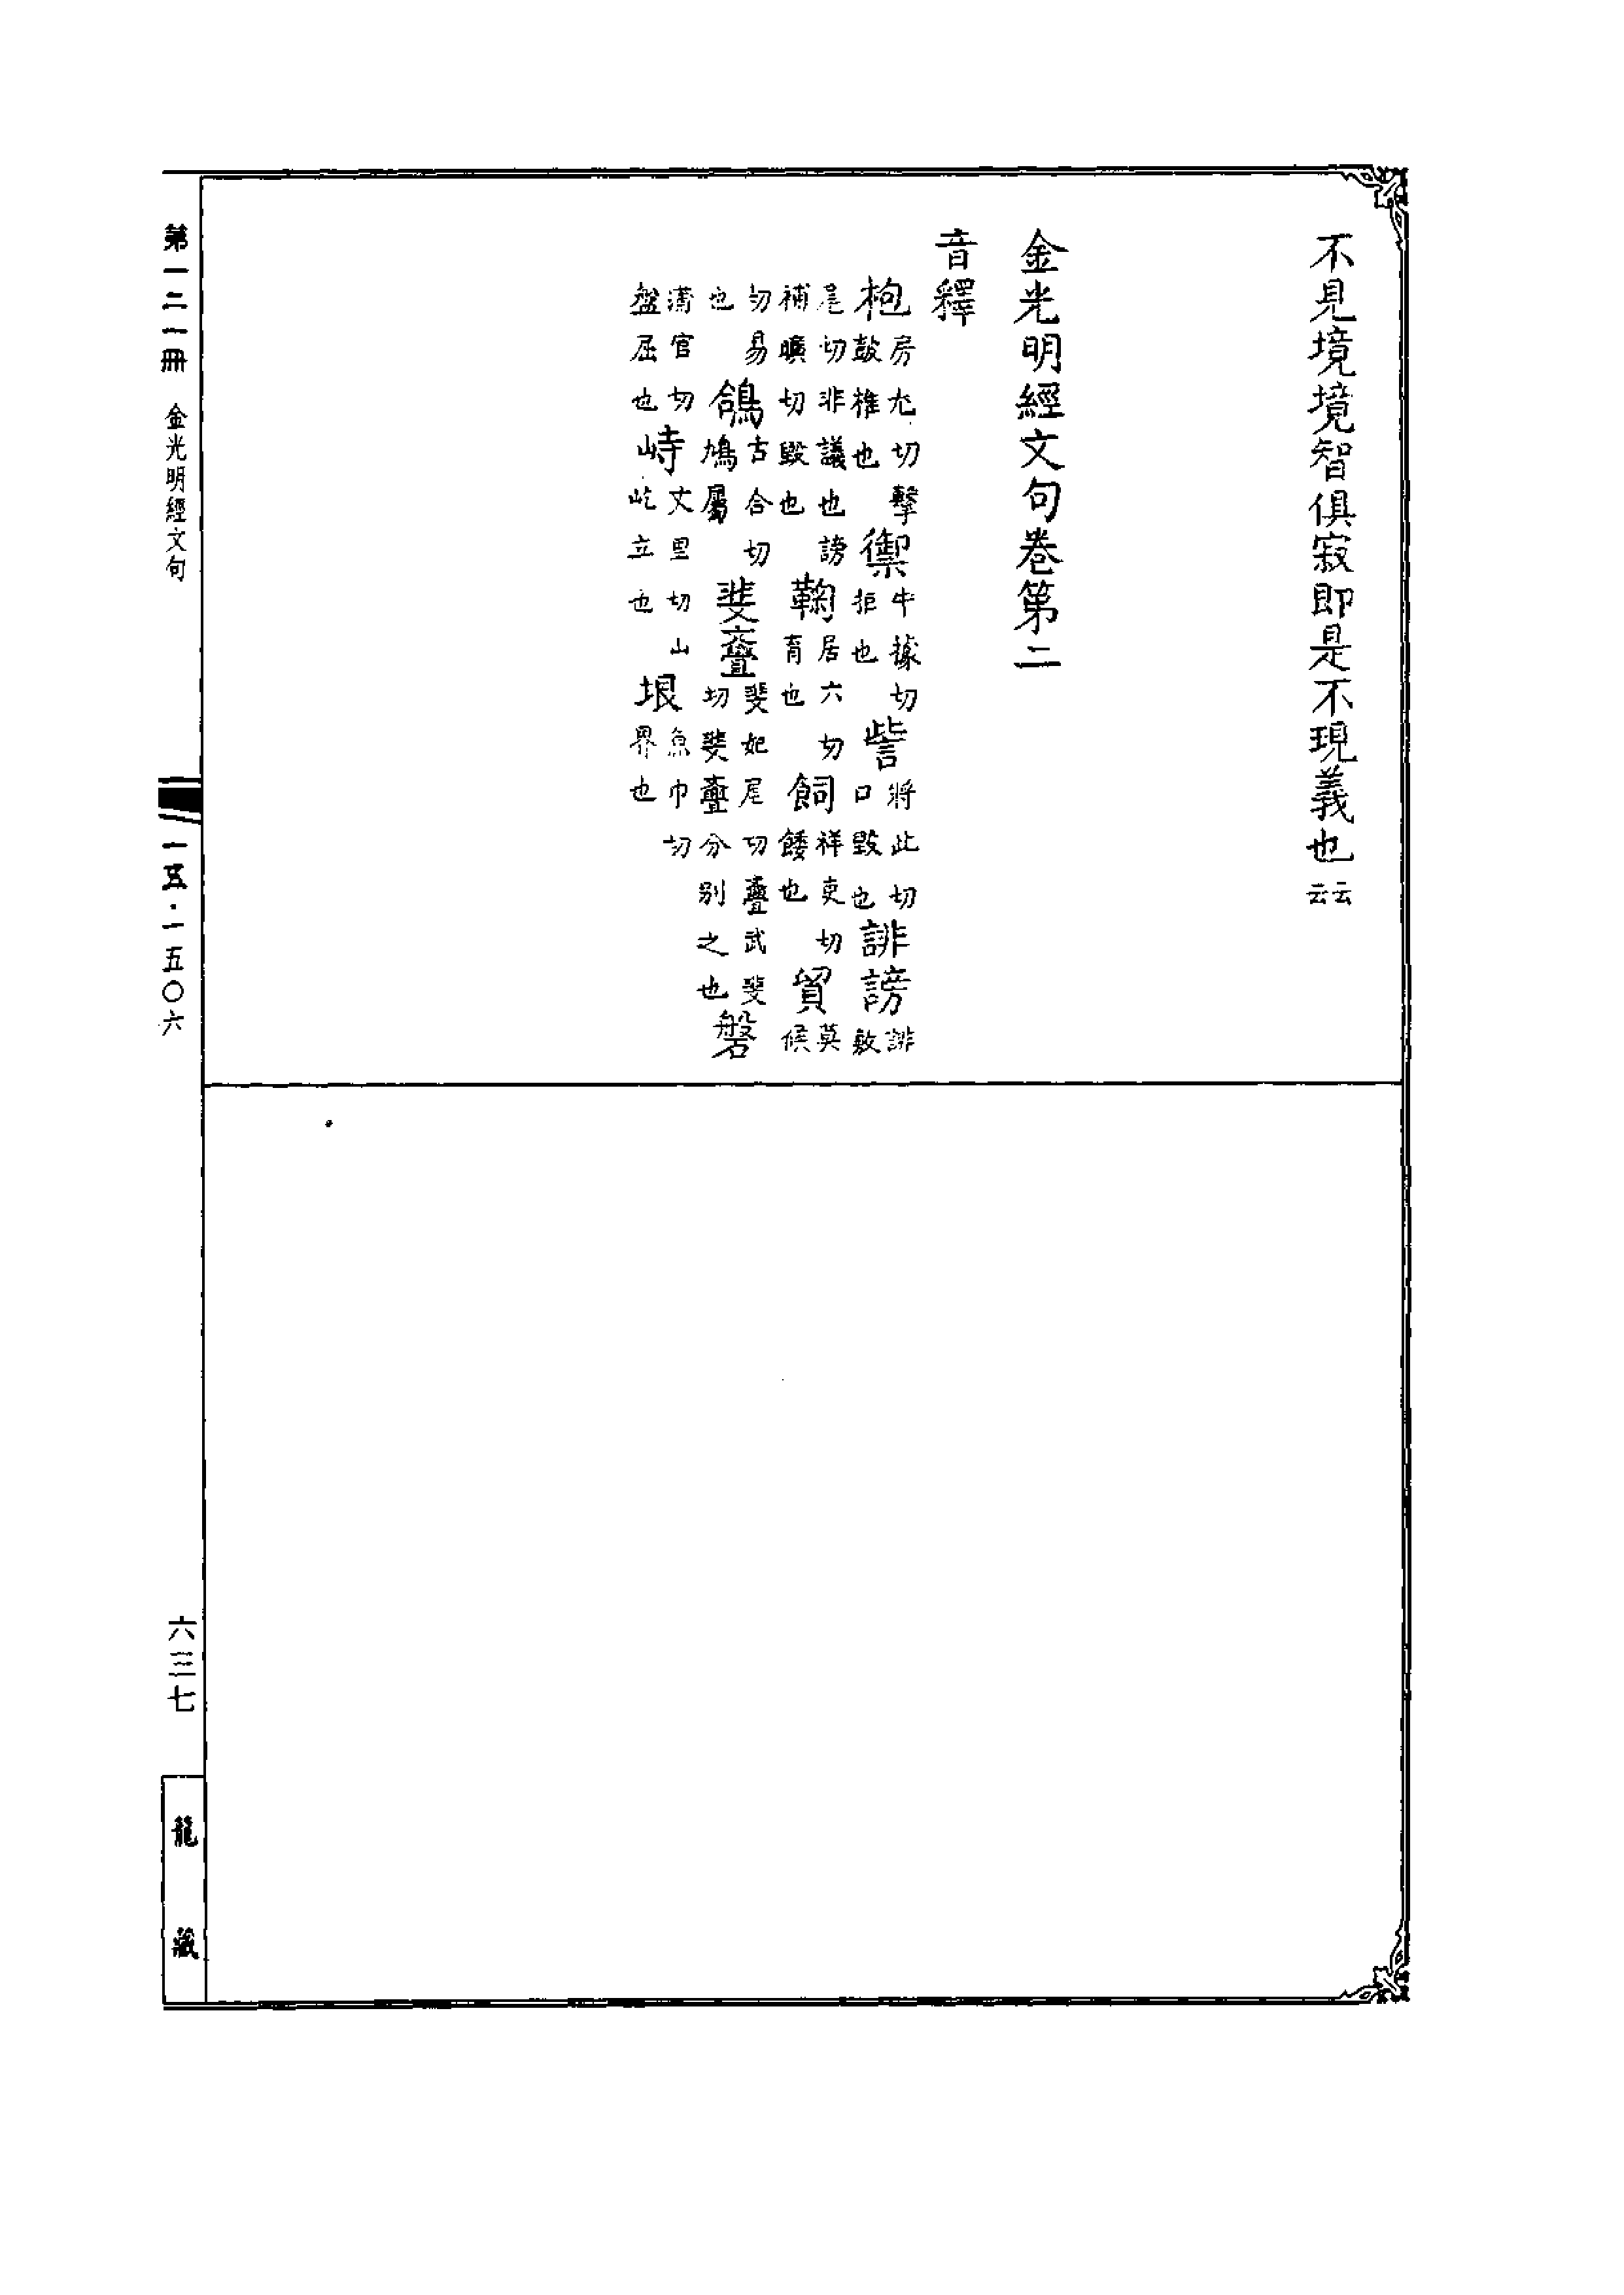 不見境境智俱寂即是不現義也云云
金光明經文句卷第二
音釋
枹房尤切擊鼓椎也 禦牛據切拒也 訾將此切口毀也 誹謗誹敷
尾切非議也謗補曠切毀也 鞠居六切育也 飼祥吏切餧也 貿莫候
切易也 鴿古合切鳩屬 斐亹斐妃尾切亹武斐切斐亹分別之也 磐
蒲官切盤屈也 峙丈里切山屹立也 垠魚巾切界也
第一二一冊 金光明經文句
一五·一五〇六
六三七
龍藏